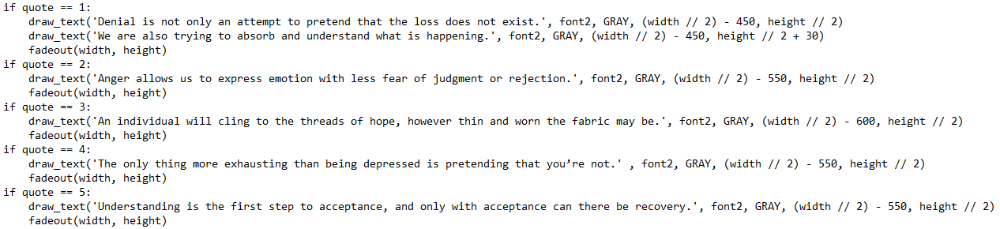 if quote == 1:
    draw_text('Denial is not only an attempt to pretend that the loss does not exist.', font2, GRAY, (width // 2) - 450, height // 2)
    draw_text('We are also trying to absorb and understand what is happening.', font2, GRAY, (width // 2) - 450, height // 2 + 30)
    fadeout(width, height)
if quote == 2:
    draw_text('Anger allows us to express emotion with less fear of judgment or rejection.', font2, GRAY, (width // 2) - 550, height // 2)
    fadeout(width, height)
if quote == 3:
    draw_text('An individual will cling to the threads of hope, however thin and worn the fabric may be.', font2, GRAY, (width // 2) - 600, height // 2)
    fadeout(width, height)
if quote == 4:
    draw_text('The only thing more exhausting than being depressed is pretending that you’re not.' , font2, GRAY, (width // 2) - 550, height // 2)
    fadeout(width, height)
if quote == 5:
    draw_text('Understanding is the first step to acceptance, and only with acceptance can there be recovery.', font2, GRAY, (width // 2) - 550, height // 2)
    fadeout(width, height)